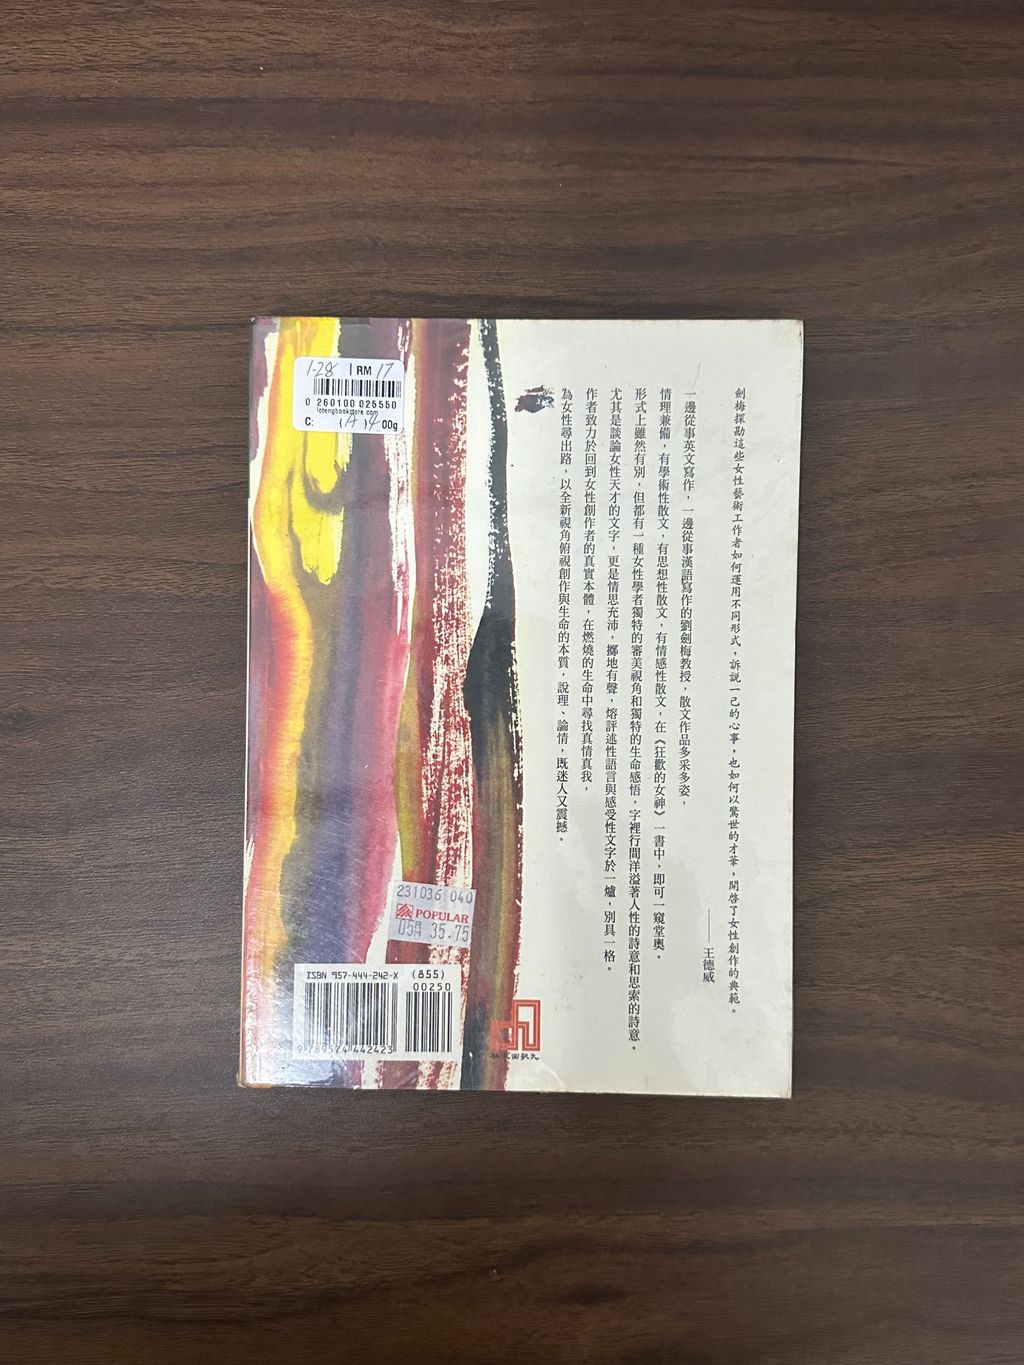 劍梅探勘這些女性藝術工作者如何運用不同形式，訴說一己的心事，也如何以驚世的才華，開啓了女性創作的典範。
——王德威
一邊從事英文寫作，一邊從事漢語寫作的劉劍梅教授，散文作品多采多姿，
情理兼備，有學術性散文，有思想性散文，有情感性散文，在《狂歡的女神》一書中，即可一窺堂奧。
形式上雖然有別，但都有一種女性學者獨特的審美視角和獨特的生命感悟，字裡行間洋溢著人性的詩意和思索的詩意。
尤其是談論女性天才的文字，更是情思充沛，擲地有聲，熔評述性語言與感受性文字於一爐，別具一格。
作者致力於回到女性創作者的真實本體，在燃燒的生命中尋找真情真我，
為女性尋出路，以全新視角俯視創作與生命的本質，說理、論情，既迷人又震撼。
1-28 | RM 17
0 260100 025550
lotengbookstore.com
C: (A)4 00g
231036 040
POPULAR
05月 35.75
ISBN 957-444-242-X (855)
00250
9 789574 442423
九歌出版社